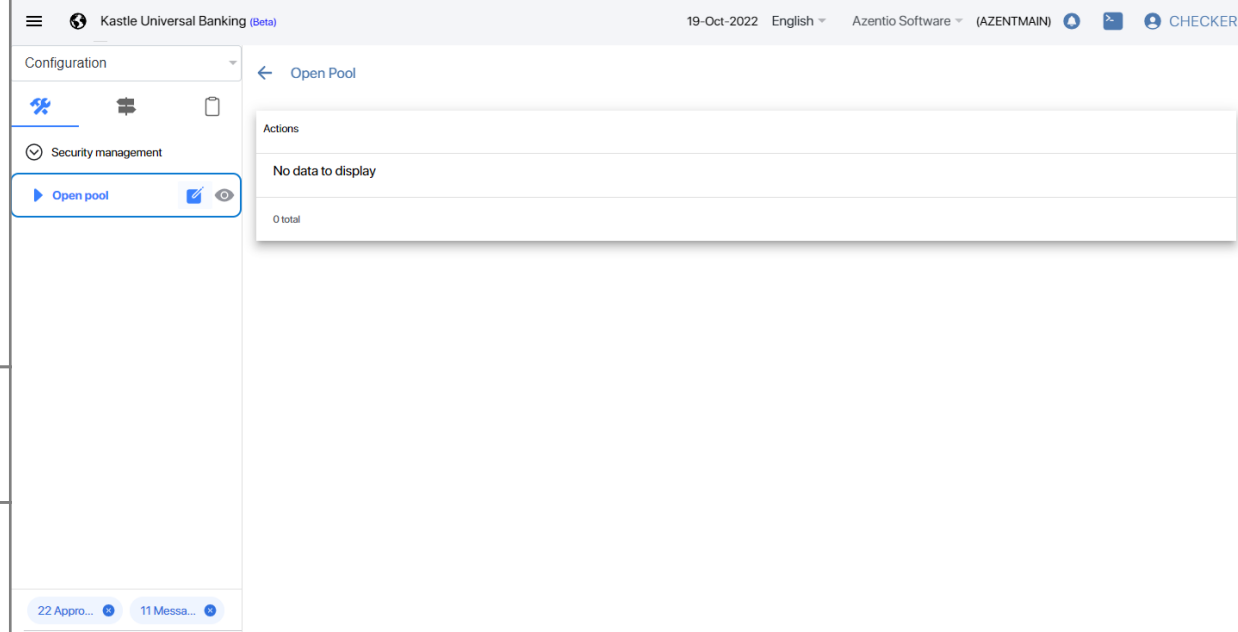 Kastle Universal Banking (Beta)
19-Oct-2022 English Azentio Software (AZENTMAIN) CHECKER
Configuration
Open Pool
Security management
Open pool
Actions
No data to display
0 total
22 Appro... 11 Messa...